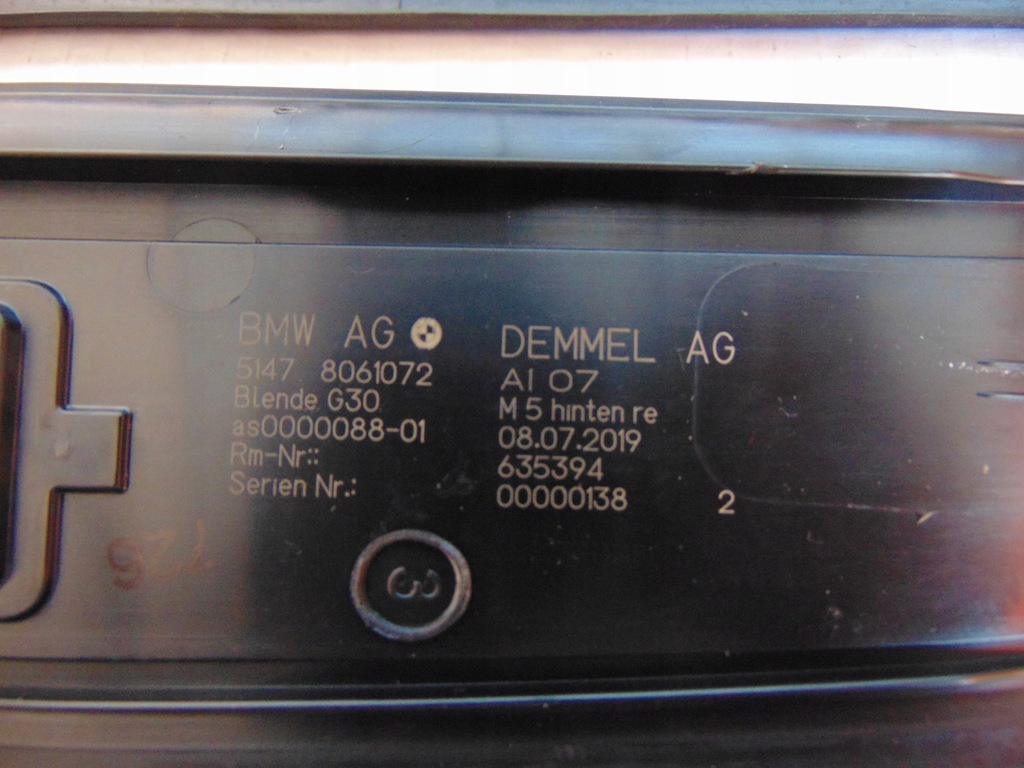 BMW AG DEMMEL AG
5147 8061072 AI 07
Blende G30 M 5 hinten re
as0000088-01 08.07.2019
Rm-Nr:: 635394
Serien Nr.: 00000138 2
3